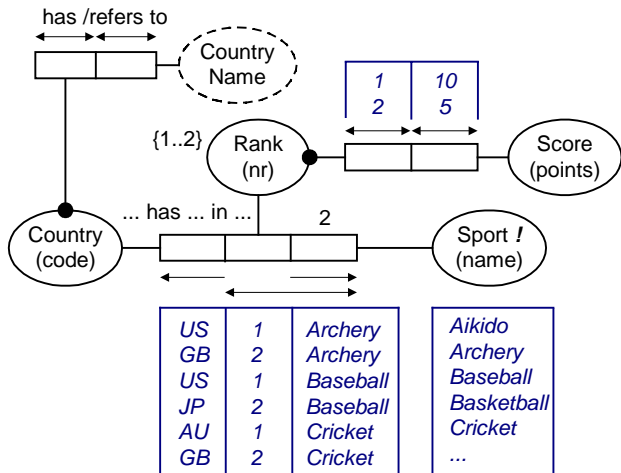 has /refers to
Country
Name
1 10
2 5
{1..2}
Rank
(nr)
Score
(points)
... has ... in ...
2
Country
(code)
Sport !
(name)
US 1 Archery
GB 2 Archery
US 1 Baseball
JP 2 Baseball
AU 1 Cricket
GB 2 Cricket
Aikido
Archery
Baseball
Basketball
Cricket
...